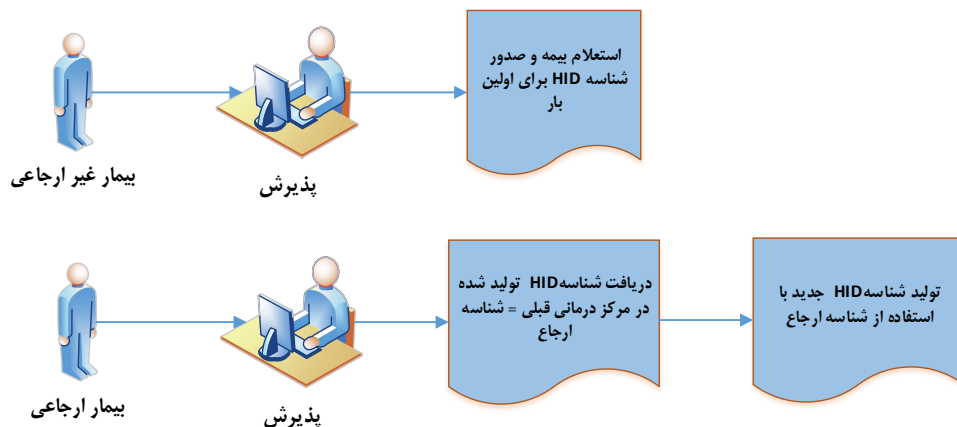 استعلام بیمه و صدور
شناسه HID برای اولین
بار
بیمار غیر ارجاعی
پذیرش
دریافت شناسهHID تولید شده
در مرکز درمانی قبلی = شناسه
ارجاع
تولید شناسهHID جدید با
استفاده از شناسه ارجاع
بیمار ارجاعی
پذیرش